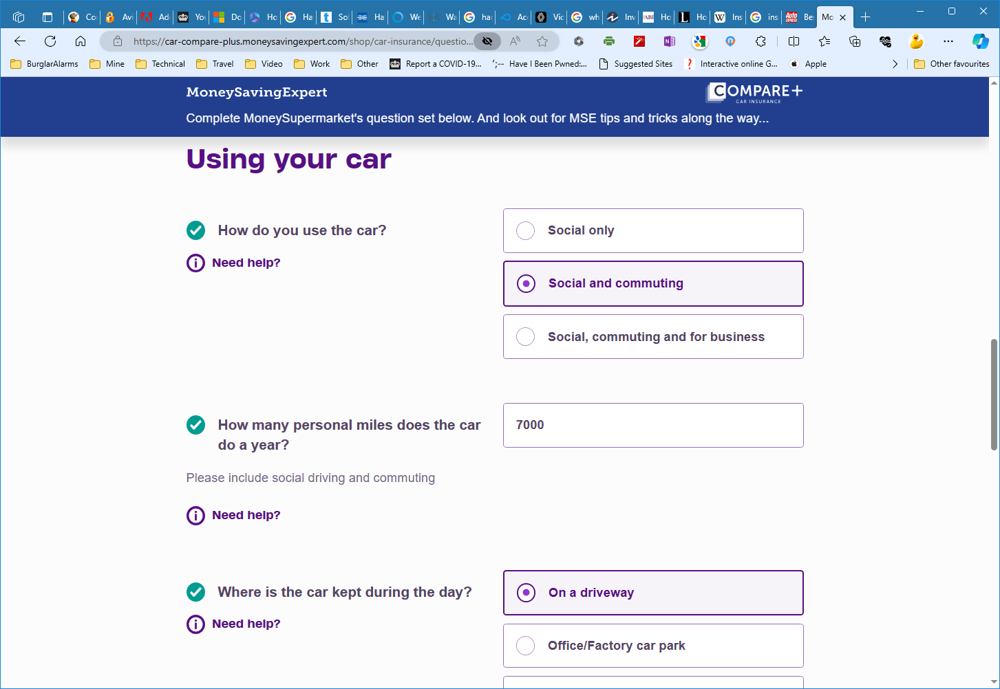 Co
Avi
Ad
Yo
Do
Ho
Ha
So
Ha
We
Wa
har
Acc
Vic
wh
Inv
Ho
Ho
Ins
ins
Be
Mo
https://car-compare-plus.moneysavingexpert.com/shop/car-insurance/questio...
BurglarAlarms
Mine
Technical
Travel
Video
Work
Other
Report a COVID-19...
Have I Been Pwned:...
Suggested Sites
Interactive online G...
Apple
Other favourites
MoneySavingExpert
COMPARE+
CAR INSURANCE
Complete MoneySupermarket's question set below. And look out for MSE tips and tricks along the way...
Using your car
How do you use the car?
Need help?
Social only
Social and commuting
Social, commuting and for business
How many personal miles does the car
do a year?
7000
Please include social driving and commuting
Need help?
Where is the car kept during the day?
Need help?
On a driveway
Office/Factory car park